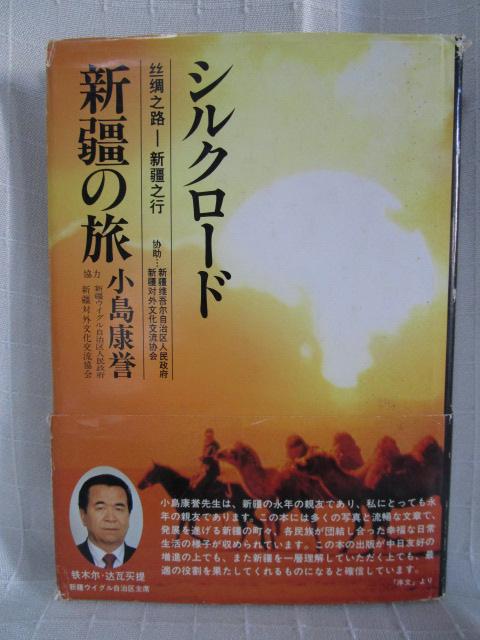 シルクロード
丝绸之路—新疆之行
协助…新疆维吾尔自治区人民政府
新疆对外文化交流协会
新疆の旅
小島康誉
協力 新疆ウイグル自治区人民政府
新疆対外文化交流協会
小島康誉先生は、新疆の永年の親友であり、私にとっても永
年の親友であります。この本には多くの写真と流暢な文章で、
発展を遂げる新疆の町々、各民族が団結し合った幸福な日常
生活の様子が収められています。この本の出版が中日友好の
増進の上でも、また新疆を一層理解していただく上でも、最
適の役割を果たしてくれるものになると確信しています。
「序文」より
铁木尔·达瓦买提
新疆ウイグル自治区主席